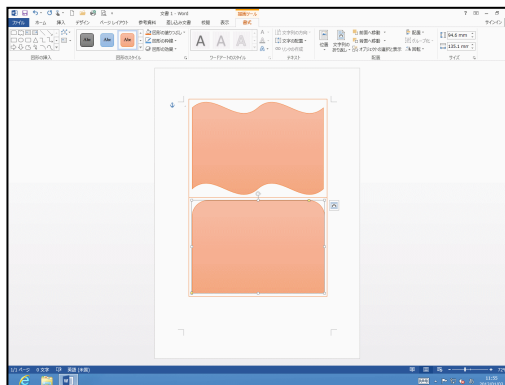 文書 1 - Word
描画ツール
ファイル ホーム 挿入 デザイン ページ レイアウト 参考資料 差し込み文書 校閲 表示 書式 サインイン
Abc Abc Abc
図形の塗りつぶし
図形の枠線
図形の効果
A A A
文字列の方向
文字の配置
リンクの作成
位置 文字列の折り返し
前面へ移動
背面へ移動
オブジェクトの選択と表示
配置
グループ化
回転
94.6 mm
135.1 mm
図形の挿入 図形のスタイル ワードアートのスタイル テキスト 配置 サイズ
1/1 ページ 0 文字 英語 (米国)
11:35